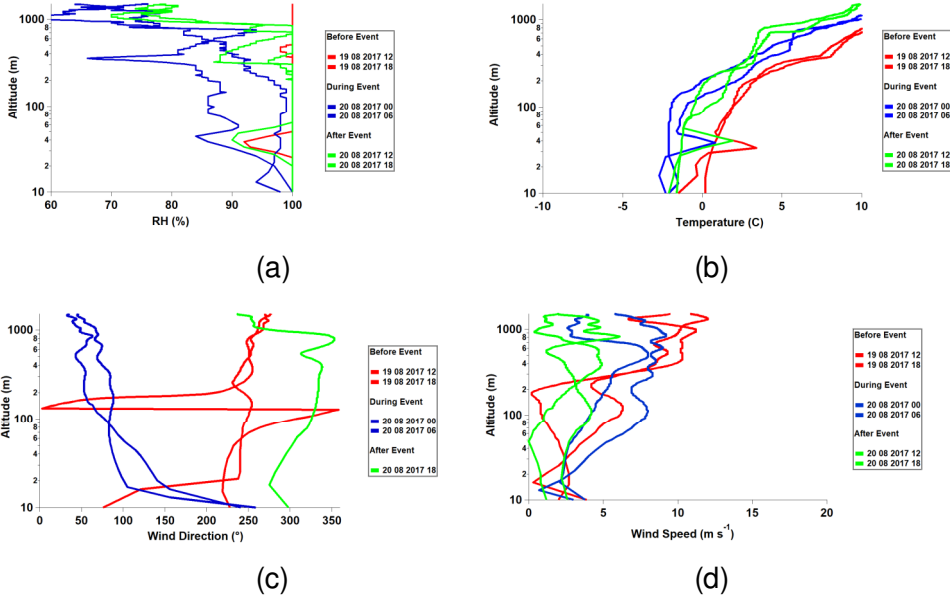 1000
8
6
4
2
100
8
6
4
2
10
60
70
80
90
100
Altitude (m)
RH (%)
Before Event
19 08 2017 12
19 08 2017 18
During Event
20 08 2017 00
20 08 2017 06
After Event
20 08 2017 12
20 08 2017 18
(a)
1000
8
6
4
2
100
8
6
4
2
10
-10
-5
0
5
10
Altitude (m)
Temperature (C)
Before Event
19 08 2017 12
19 08 2017 18
During Event
20 08 2017 00
20 08 2017 06
After Event
20 08 2017 12
20 08 2017 18
(b)
1000
8
6
4
2
100
8
6
4
2
10
0
50
100
150
200
250
300
350
Altitude (m)
Wind Direction (°)
Before Event
19 08 2017 12
19 08 2017 18
During Event
20 08 2017 00
20 08 2017 06
After Event
20 08 2017 18
(c)
1000
8
6
4
2
100
8
6
4
2
10
0
5
10
15
20
Altitude (m)
Wind Speed (m s⁻¹)
Before Event
19 08 2017 12
19 08 2017 18
During Event
20 08 2017 00
20 08 2017 06
After Event
20 08 2017 12
20 08 2017 18
(d)